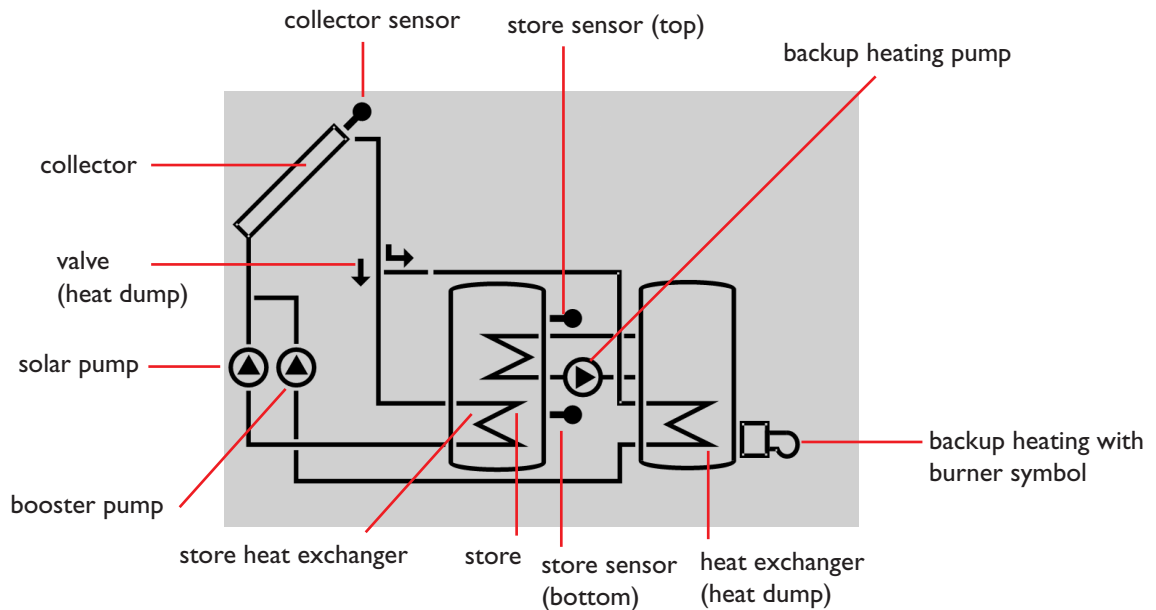 collector sensor
store sensor (top)
backup heating pump
collector
valve
(heat dump)
solar pump
backup heating with
burner symbol
booster pump
store heat exchanger
store
store sensor
(bottom)
heat exchanger
(heat dump)